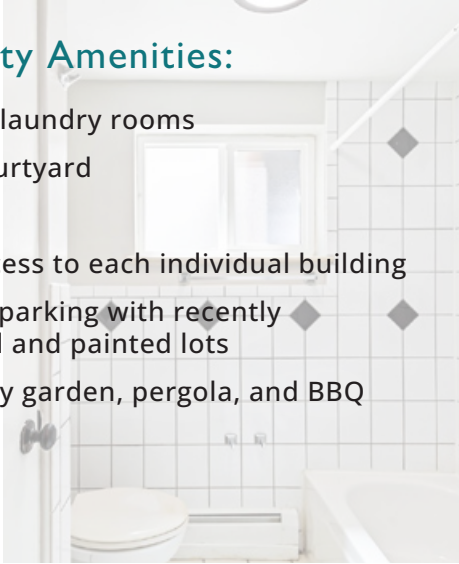 ty Amenities:
laundry rooms
urtyard
ess to each individual building
parking with recently
and painted lots
y garden, pergola, and BBQ